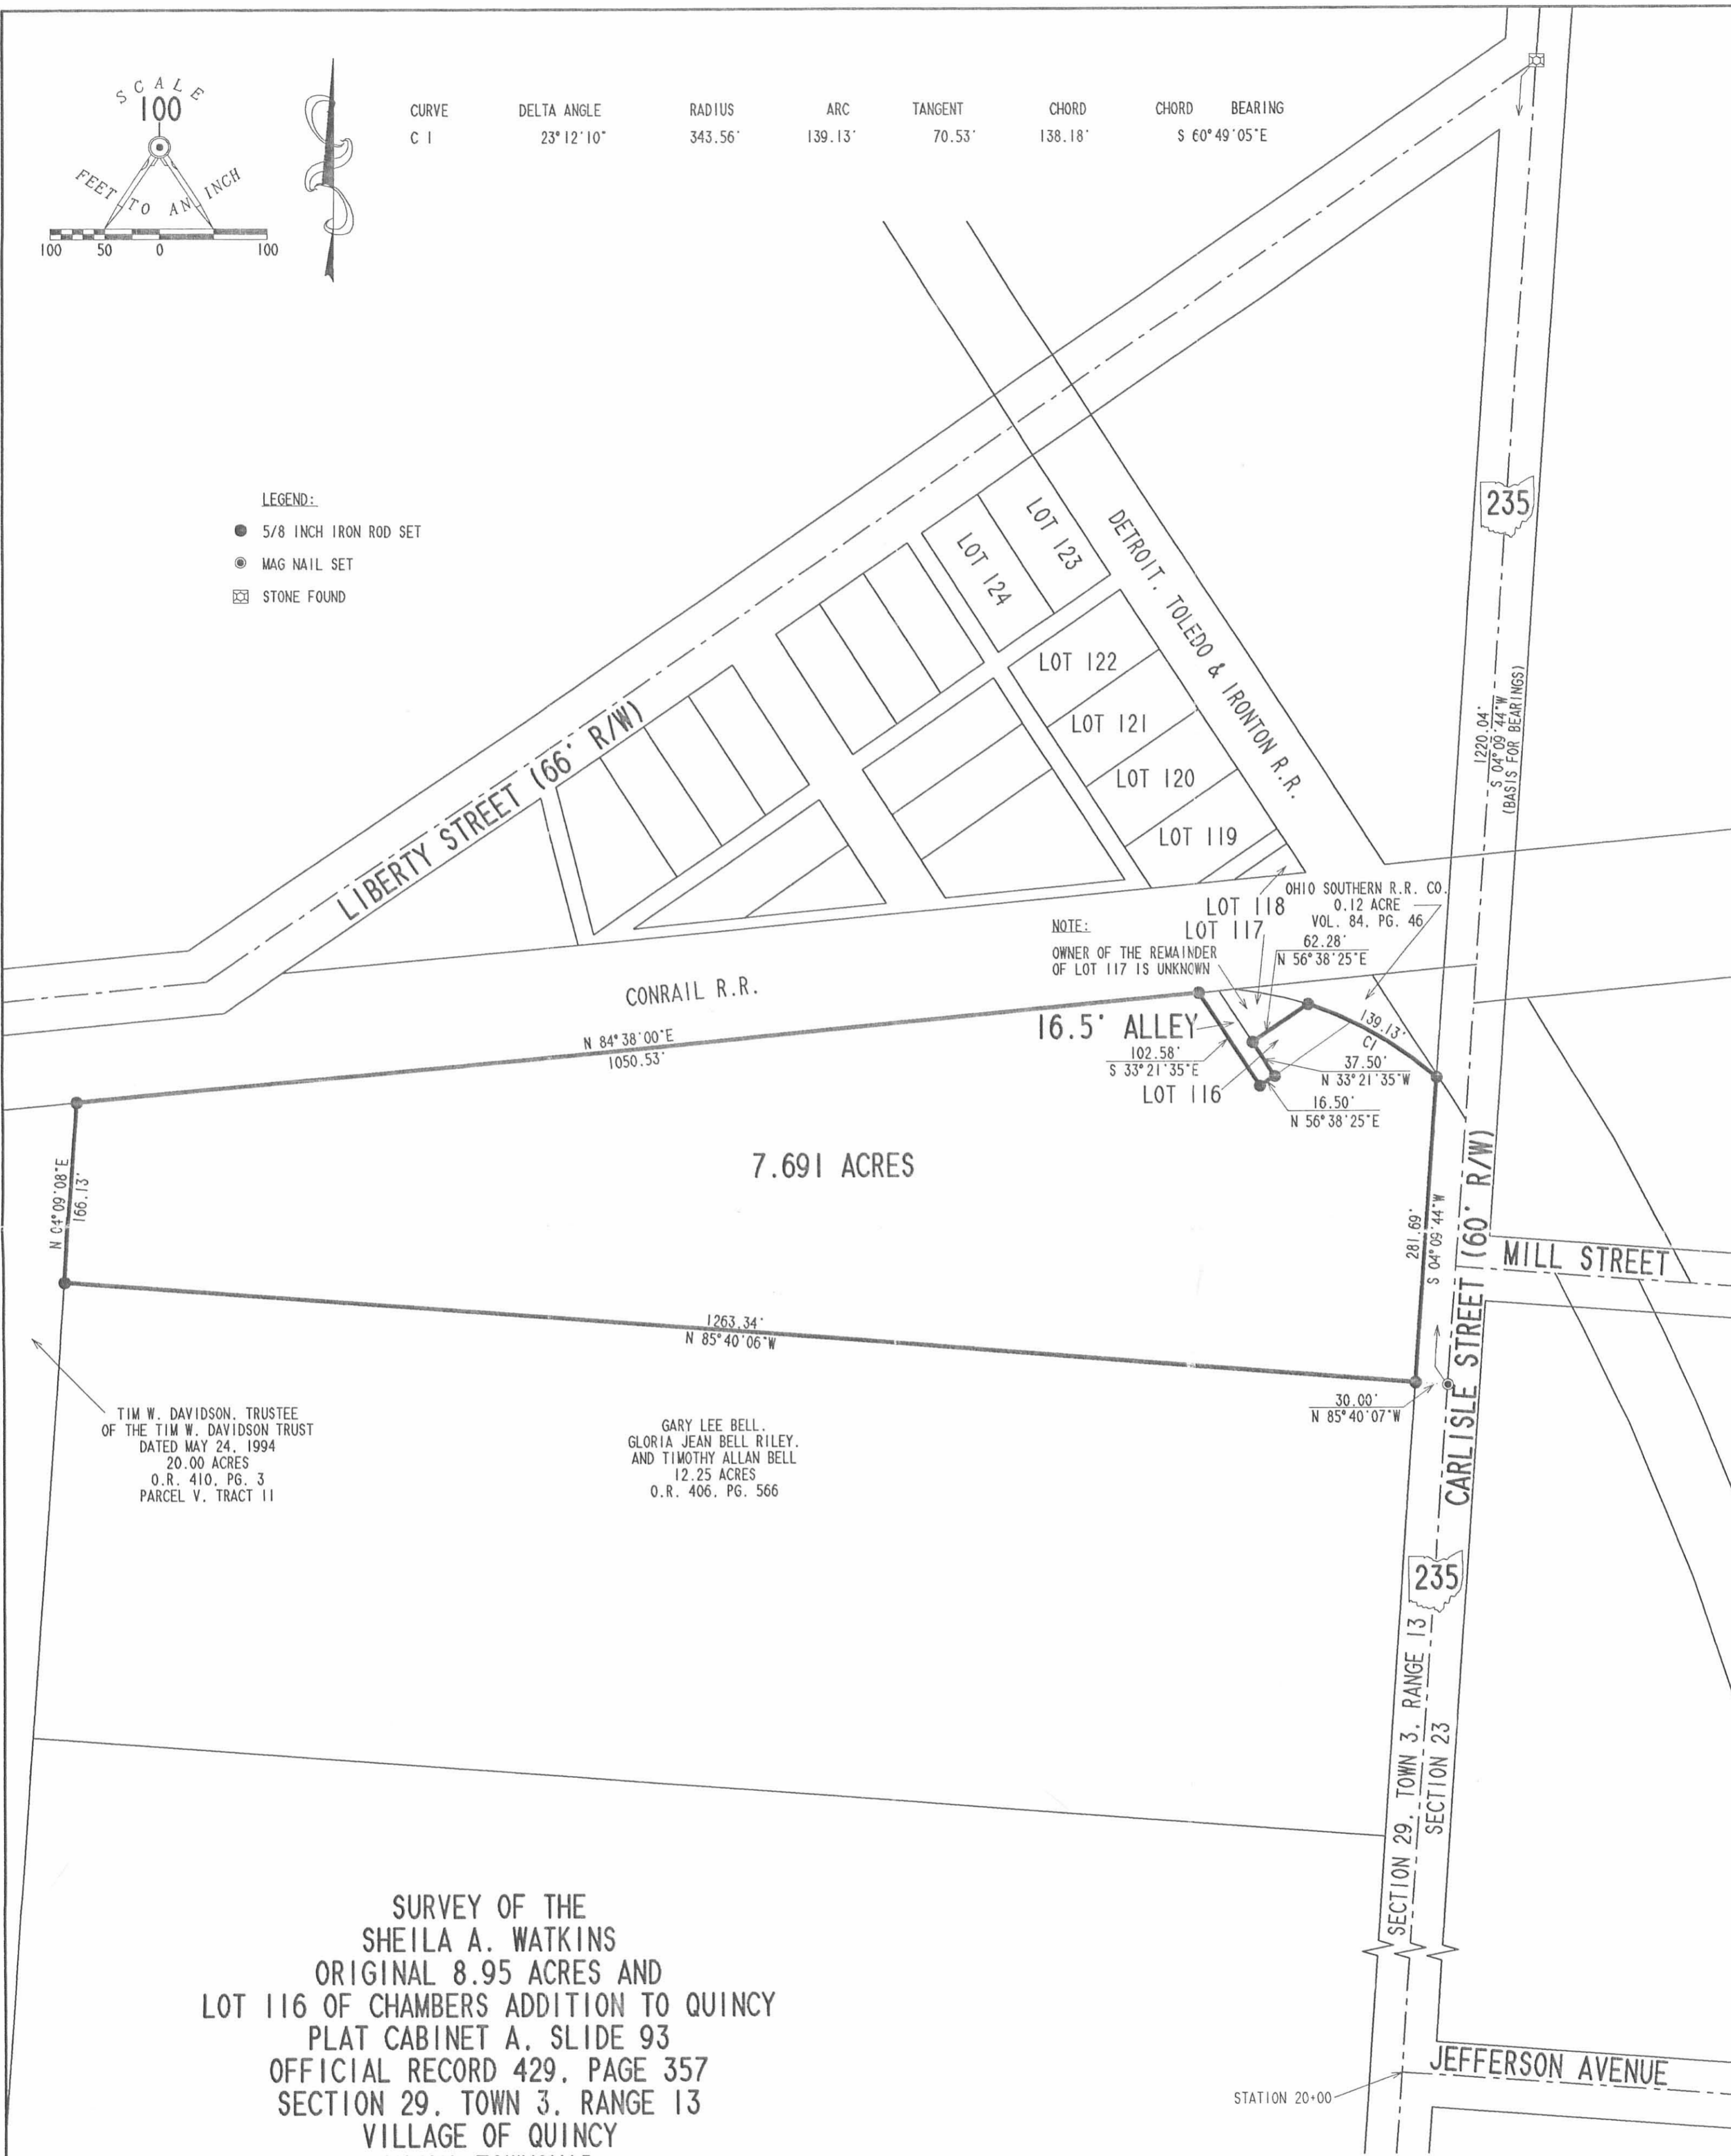 SCALE
100
FEET TO AN INCH
100 50 0 100
CURVE DELTA ANGLE RADIUS ARC TANGENT CHORD CHORD BEARING
C 1 23°12'10" 343.56' 139.13' 70.53' 138.18' S 60°49'05"E
LEGEND:
5/8 INCH IRON ROD SET
MAG NAIL SET
STONE FOUND
235
LOT 123
LOT 124
DETROIT, TOLEDO & IRONTON R.R.
LOT 122
LOT 121
LOT 120
LOT 119
LIBERTY STREET (66' R/W)
1220.04'
S 04°09'44"W
(BASIS FOR BEARINGS)
LOT 118
OHIO SOUTHERN R.R. CO.
0.12 ACRE
VOL. 84, PG. 46
LOT 117
NOTE:
OWNER OF THE REMAINDER
OF LOT 117 IS UNKNOWN
62.28'
N 56°38'25"E
CONRAIL R.R.
N 84°38'00"E
1050.53'
16.5' ALLEY
102.58'
S 33°21'35"E
139.13'
C1
37.50'
N 33°21'35"W
LOT 116
16.50'
N 56°38'25"E
7.691 ACRES
N 04°09'08"E
166.13'
281.69'
S 04°09'44"W
CARLISLE STREET (60' R/W)
MILL STREET
1263.34'
N 85°40'06"W
30.00'
N 85°40'07"W
TIM W. DAVIDSON, TRUSTEE
OF THE TIM W. DAVIDSON TRUST
DATED MAY 24, 1994
20.00 ACRES
O.R. 410, PG. 3
PARCEL V, TRACT II
GARY LEE BELL,
GLORIA JEAN BELL RILEY,
AND TIMOTHY ALLAN BELL
12.25 ACRES
O.R. 406, PG. 566
235
SECTION 29, TOWN 3, RANGE 13
SECTION 23
SURVEY OF THE
SHEILA A. WATKINS
ORIGINAL 8.95 ACRES AND
LOT 116 OF CHAMBERS ADDITION TO QUINCY
PLAT CABINET A, SLIDE 93
OFFICIAL RECORD 429, PAGE 357
SECTION 29, TOWN 3, RANGE 13
VILLAGE OF QUINCY
JEFFERSON AVENUE
STATION 20+00